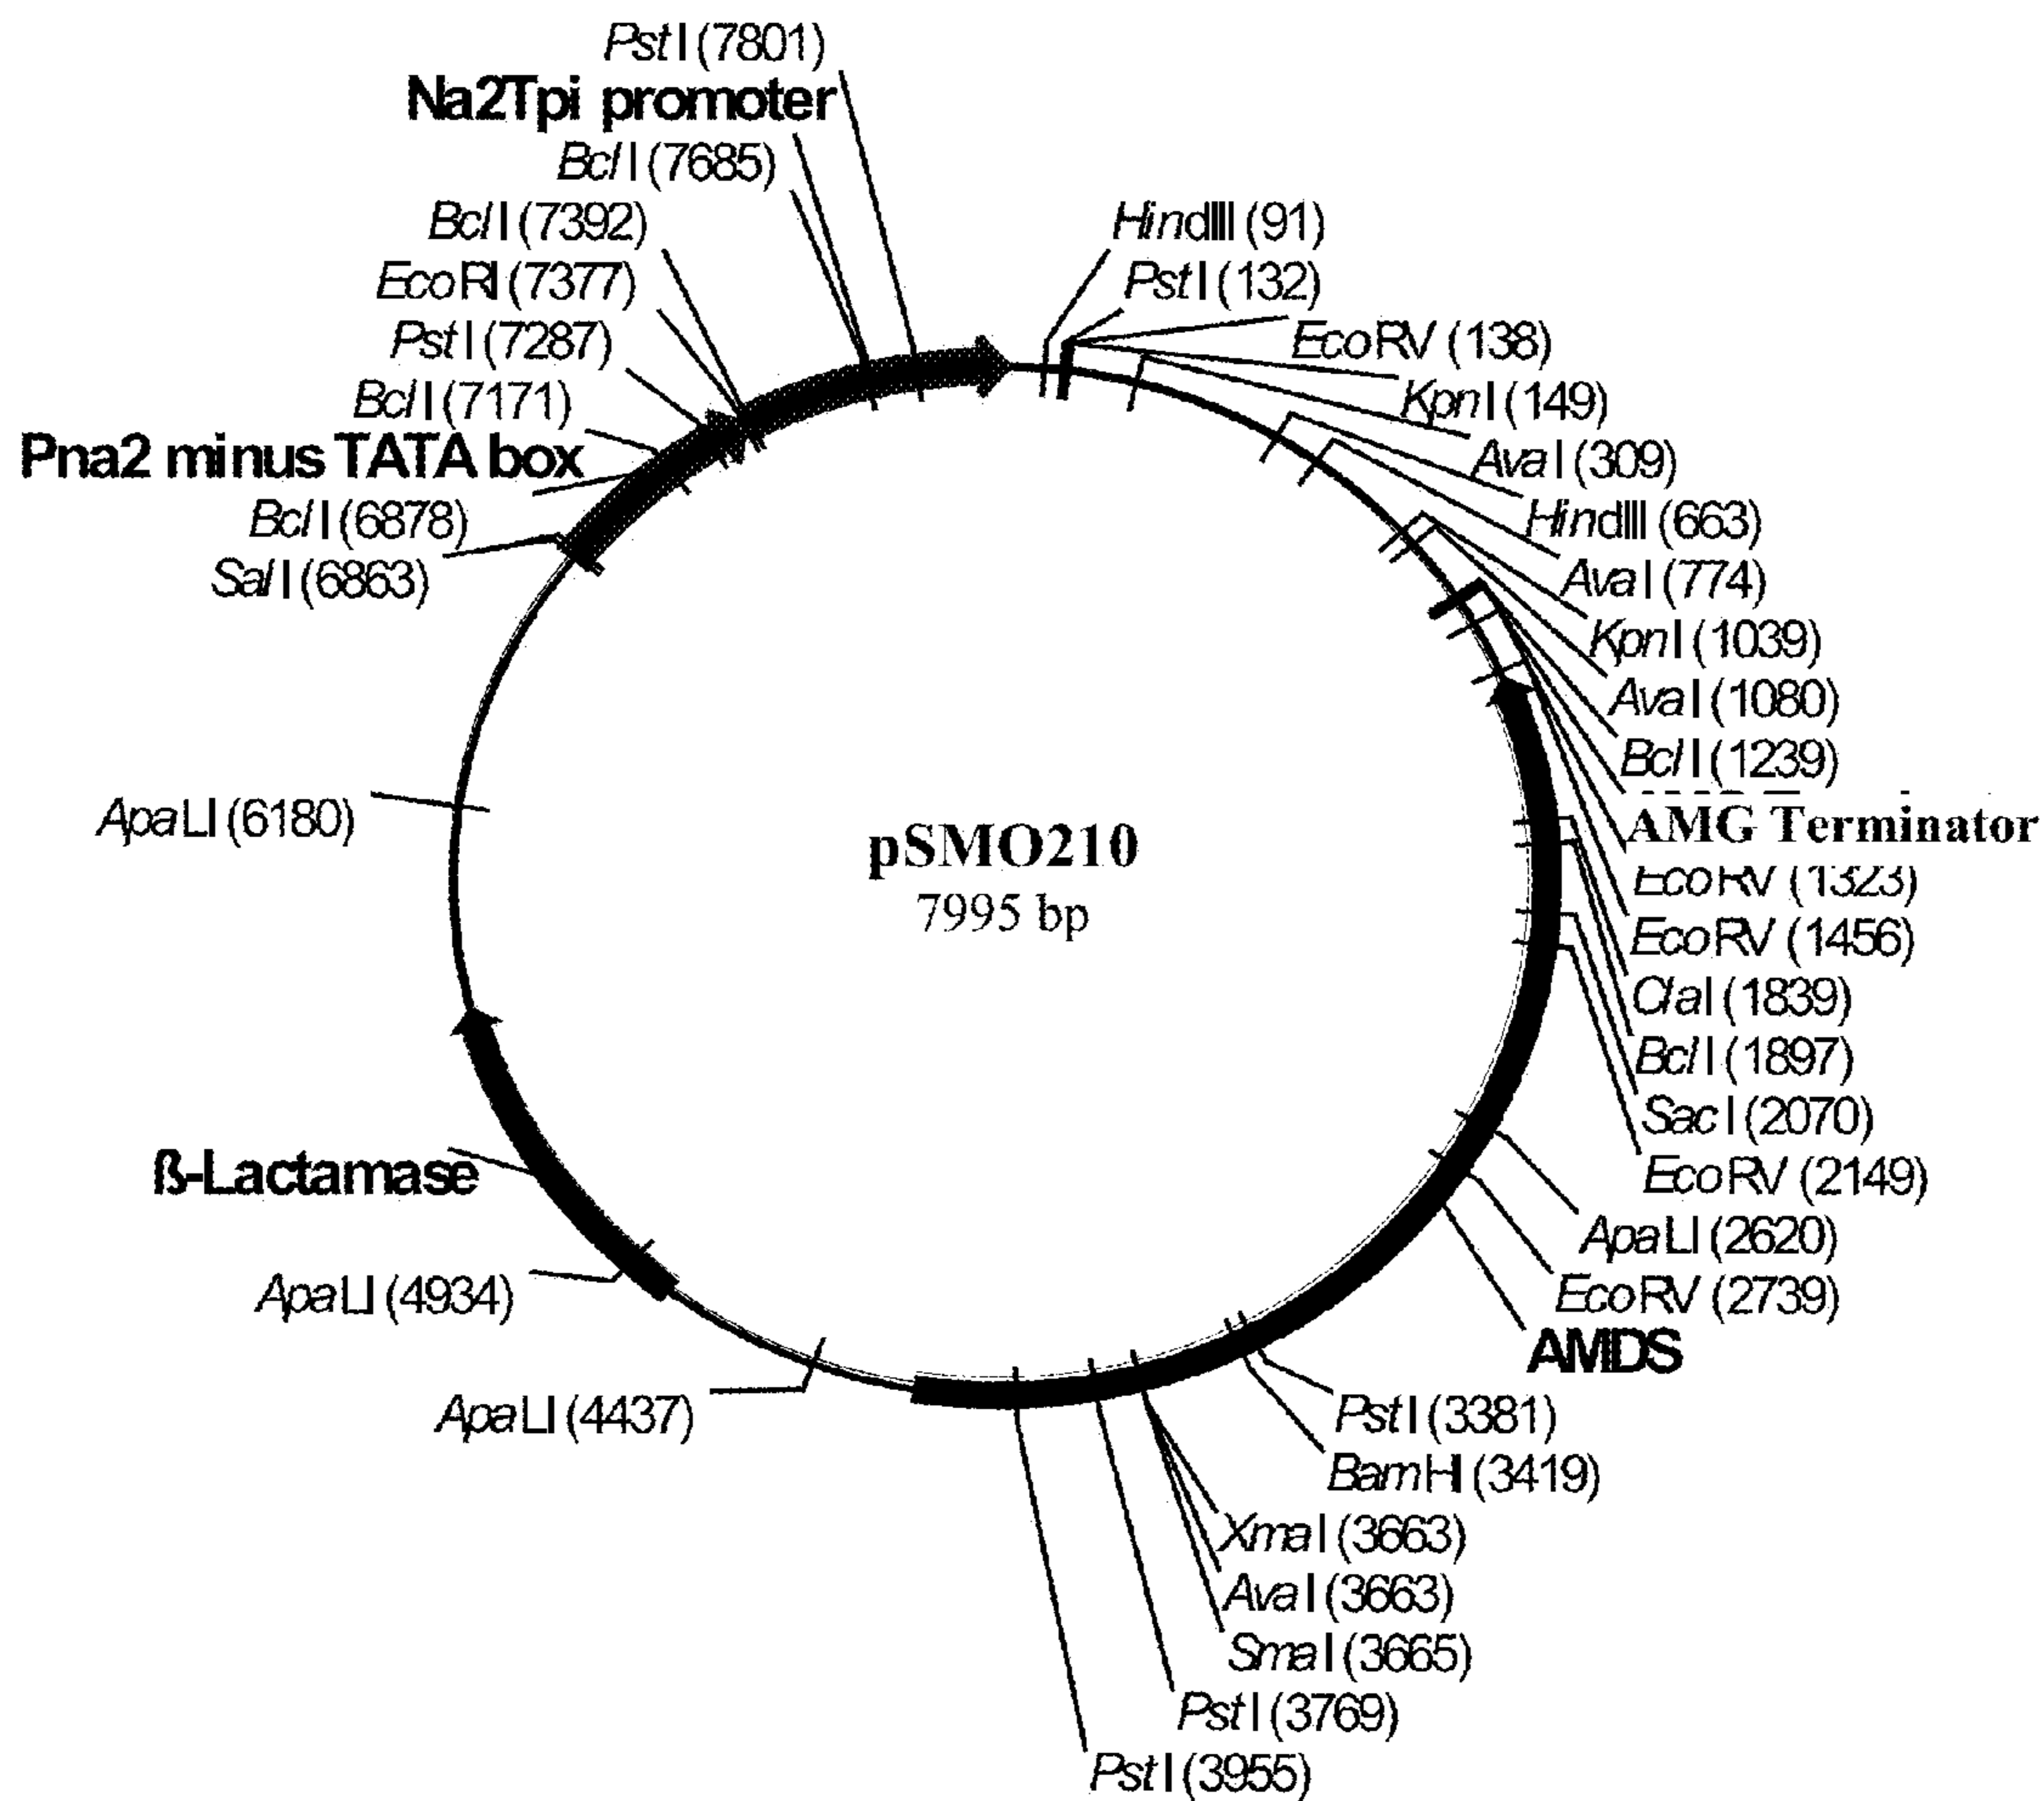 PstI (7801)
Na2Tpi promoter
BclI (7685)
BclI (7392)
EcoRI (7377)
PstI (7287)
BclI (7171)
Pna2 minus TATA box
BclI (6878)
SalI (6863)
ApaLI (6180)
ß-Lactamase
ApaLI (4934)
ApaLI (4437)
pSMO210
7995 bp
HindIII (91)
PstI (132)
EcoRV (138)
KpnI (149)
AvaI (309)
HindIII (663)
AvaI (774)
KpnI (1039)
AvaI (1080)
BclI (1239)
AMG Terminator
EcoRV (1323)
EcoRV (1456)
ClaI (1839)
BclI (1897)
SacI (2070)
EcoRV (2149)
ApaLI (2620)
EcoRV (2739)
AMDS
PstI (3381)
BamHI (3419)
XmaI (3663)
AvaI (3663)
SmaI (3665)
PstI (3769)
PstI (3955)